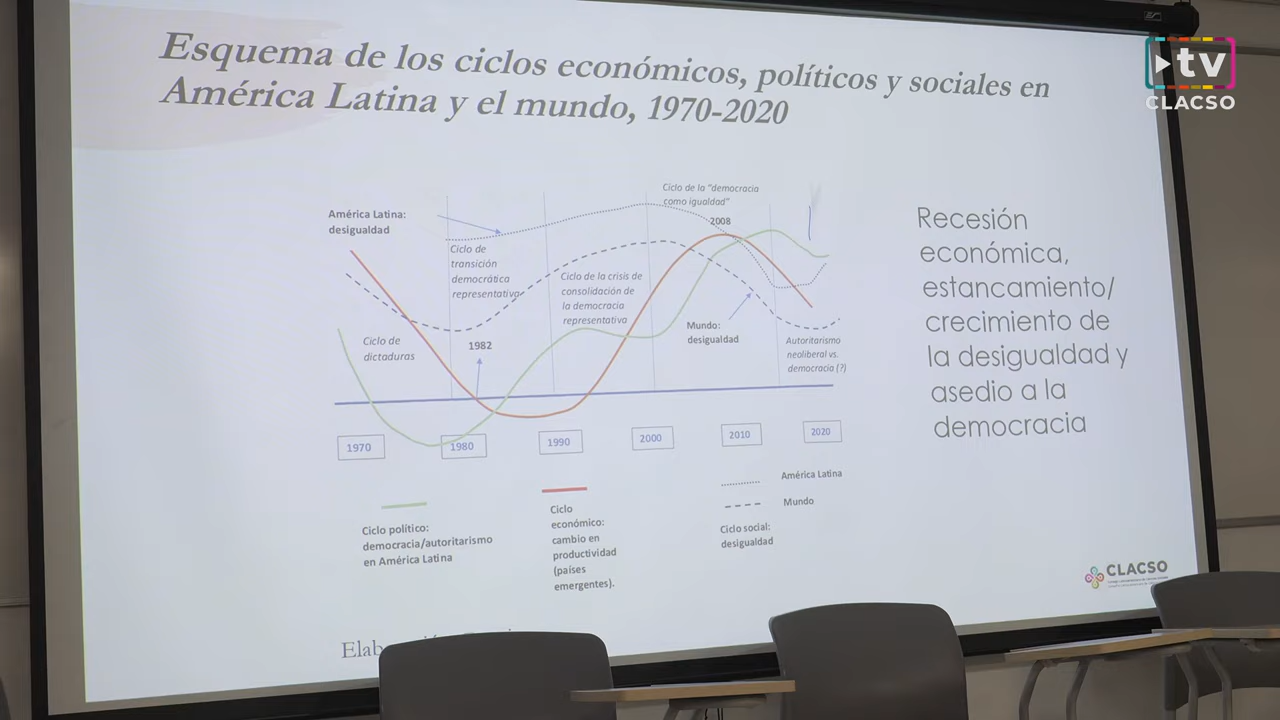 Esquema de los ciclos económicos, políticos y sociales en
América Latina y el mundo, 1970-2020
tv
CLACSO
Ciclo de la "democracia
como igualdad"
2008
América Latina:
desigualdad
Ciclo de
transición
democrática
representativa
Ciclo de la crisis de
consolidación de
la democracia
representativa
Mundo:
desigualdad
Autoritarismo
neoliberal vs.
democracia (?)
Ciclo de
dictaduras
1982
1970
1980
1990
2000
2010
2020
Ciclo político:
democracia/autoritarismo
en América Latina
Ciclo
económico:
cambio en
productividad
(países
emergentes).
América Latina
Mundo
Ciclo social:
desigualdad
Recesión
económica,
estancamiento/
crecimiento de
la desigualdad y
asedio a la
democracia
CLACSO